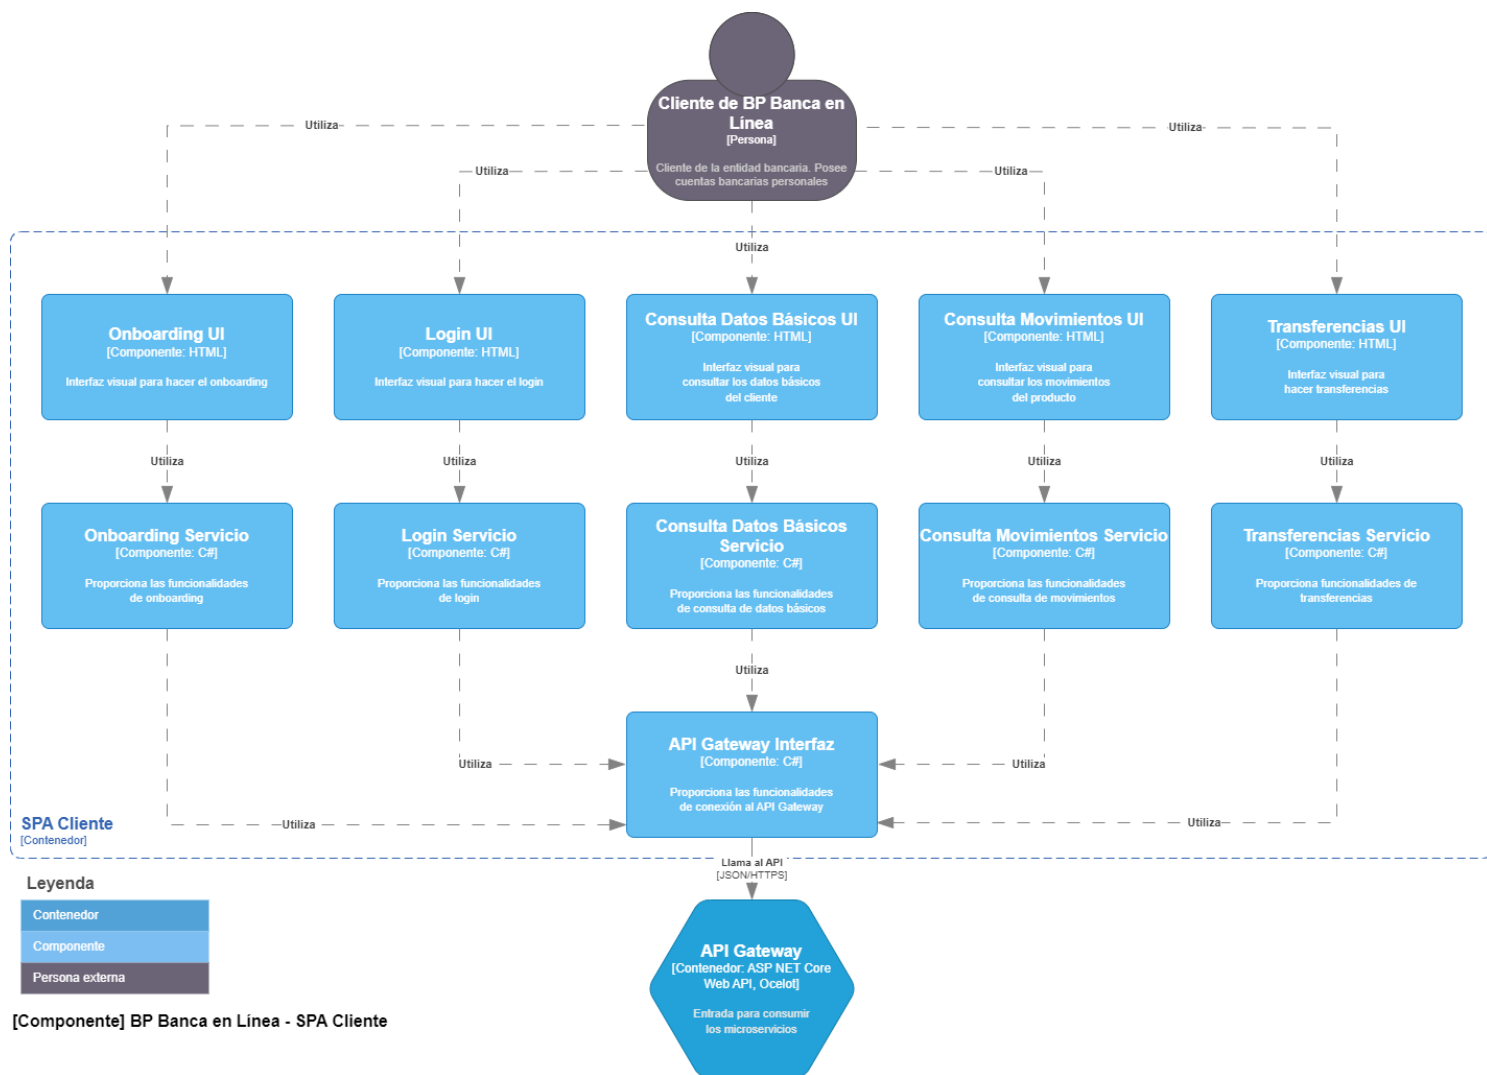 Cliente de BP Banca en
Línea
[Persona]
Cliente de la entidad bancaria. Posee
cuentas bancarias personales
Utiliza
Utiliza
Utiliza
Utiliza
Utiliza
Onboarding UI
[Componente: HTML]
Interfaz visual para hacer el onboarding
Login UI
[Componente: HTML]
Interfaz visual para hacer el login
Consulta Datos Básicos UI
[Componente: HTML]
Interfaz visual para
consultar los datos básicos
del cliente
Consulta Movimientos UI
[Componente: HTML]
Interfaz visual para
consultar los movimientos
del producto
Transferencias UI
[Componente: HTML]
Interfaz visual para
hacer transferencias
Utiliza
Utiliza
Utiliza
Utiliza
Utiliza
Onboarding Servicio
[Componente: C#]
Proporciona las funcionalidades
de onboarding
Login Servicio
[Componente: C#]
Proporciona las funcionalidades
de login
Consulta Datos Básicos
Servicio
[Componente: C#]
Proporciona las funcionalidades
de consulta de datos básicos
Consulta Movimientos Servicio
[Componente: C#]
Proporciona las funcionalidades
de consulta de movimientos
Transferencias Servicio
[Componente: C#]
Proporciona funcionalidades de
transferencias
Utiliza
Utiliza
Utiliza
Utiliza
Utiliza
API Gateway Interfaz
[Componente: C#]
Proporciona las funcionalidades
de conexión al API Gateway
SPA Cliente
[Contenedor]
Llama al API
[JSON/HTTPS]
Leyenda
Contenedor
Componente
Persona externa
API Gateway
[Contenedor: ASP NET Core
Web API, Ocelot]
Entrada para consumir
los microservicios
[Componente] BP Banca en Línea - SPA Cliente